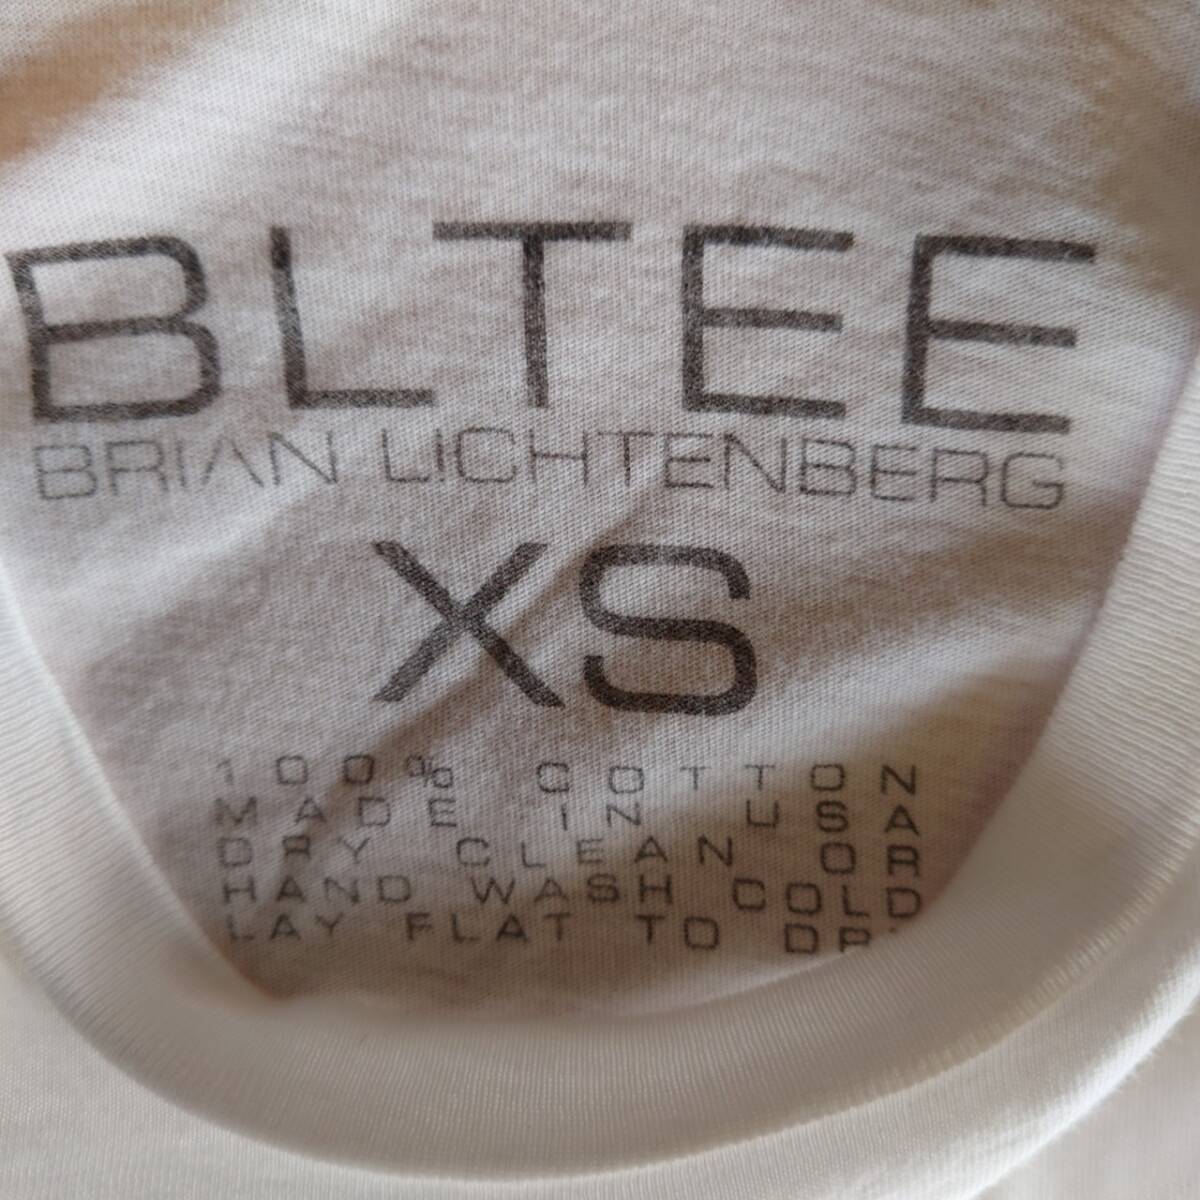 BLTEE
BRIAN LICHTENBERG
XS
100% COTTON
MADE IN USA
DRY CLEAN OR
HAND WASH COLD
LAY FLAT TO